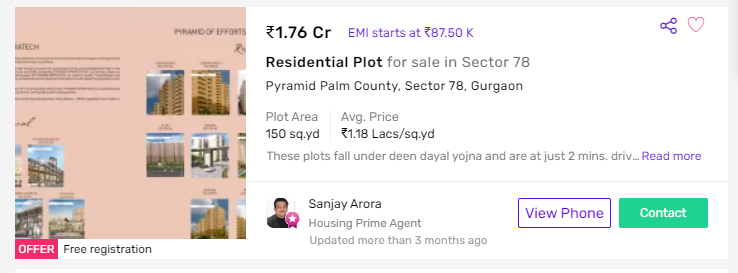 PYRAMID OF EFFORTS
RATECH
₹1.76 Cr
EMI starts at ₹87.50 K
Residential Plot for sale in Sector 78
Pyramid Palm County, Sector 78, Gurgaon
Plot Area
Avg. Price
150 sq.yd
₹1.18 Lacs/sq.yd
These plots fall under deen dayal yojna and are at just 2 mins. driv... Read more
Sanjay Arora
Housing Prime Agent
Updated more than 3 months ago
View Phone
Contact
OFFER Free registration